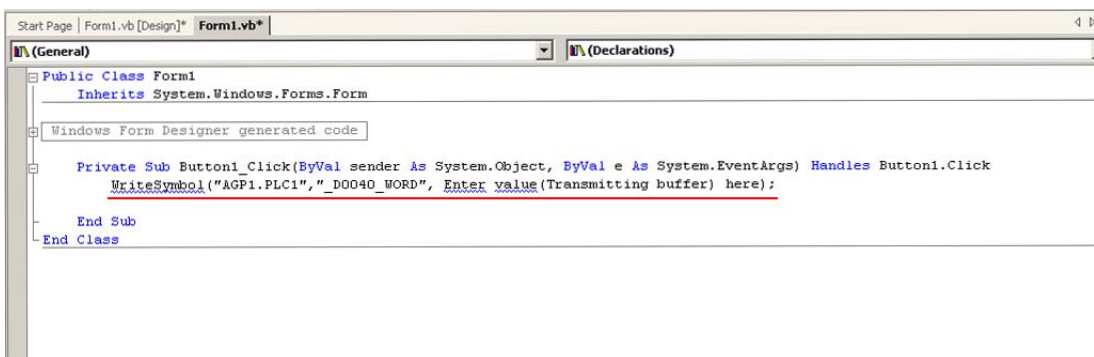 Start Page Form1.vb [Design]* Form1.vb*
(General) (Declarations)
Public Class Form1
Inherits System.Windows.Forms.Form
Windows Form Designer generated code
Private Sub Button1_Click(ByVal sender As System.Object, ByVal e As System.EventArgs) Handles Button1.Click
WriteSymbol("AGP1.PLC1","_D0040_WORD", Enter value(Transmitting buffer) here);
End Sub
End Class